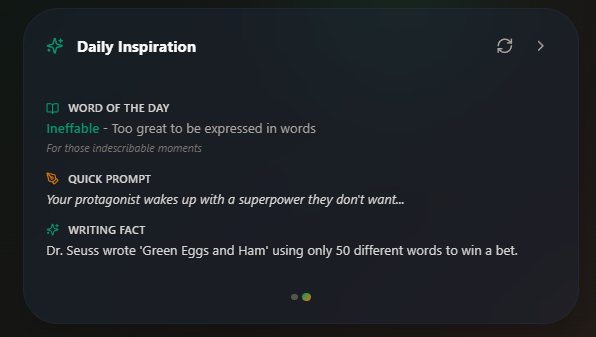 Daily Inspiration
WORD OF THE DAY
Ineffable - Too great to be expressed in words
For those indescribable moments
QUICK PROMPT
Your protagonist wakes up with a superpower they don't want...
WRITING FACT
Dr. Seuss wrote 'Green Eggs and Ham' using only 50 different words to win a bet.